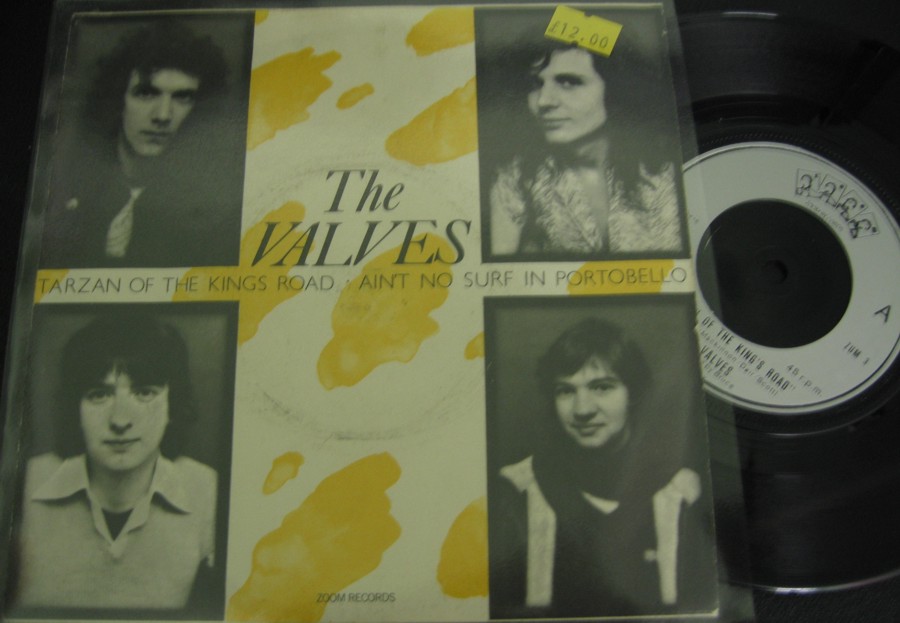 £12.00
The
VALVES
TARZAN OF THE KINGS ROAD · AIN'T NO SURF IN PORTOBELLO
ZOOM RECORDS
A
OF THE KING'S ROAD"
ZUM 1
45 r.p.m.
VALVES